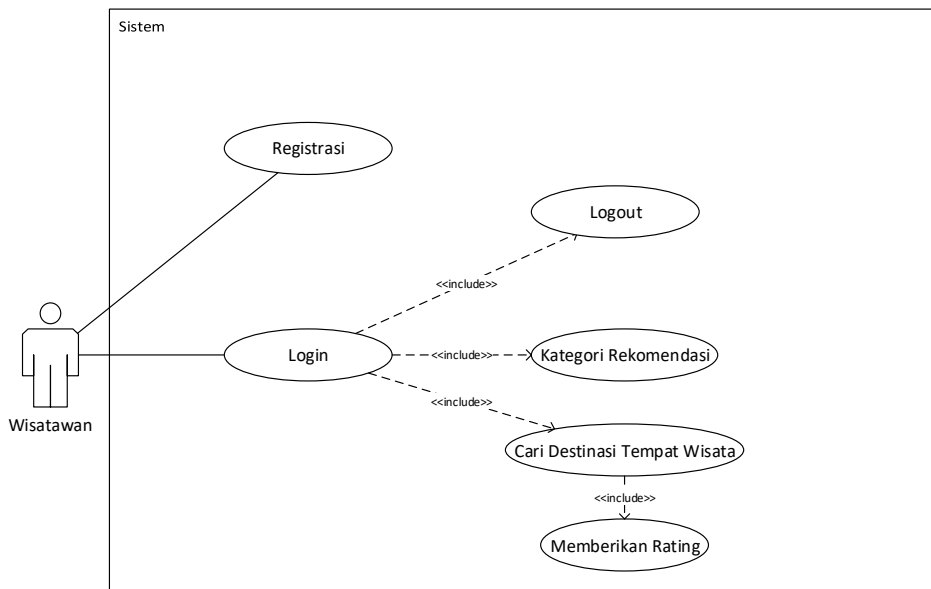 Sistem
Registrasi
Logout
<<include>>
Login
<<include>>
Kategori Rekomendasi
<<include>>
Wisatawan
Cari Destinasi Tempat Wisata
<<include>>
Memberikan Rating